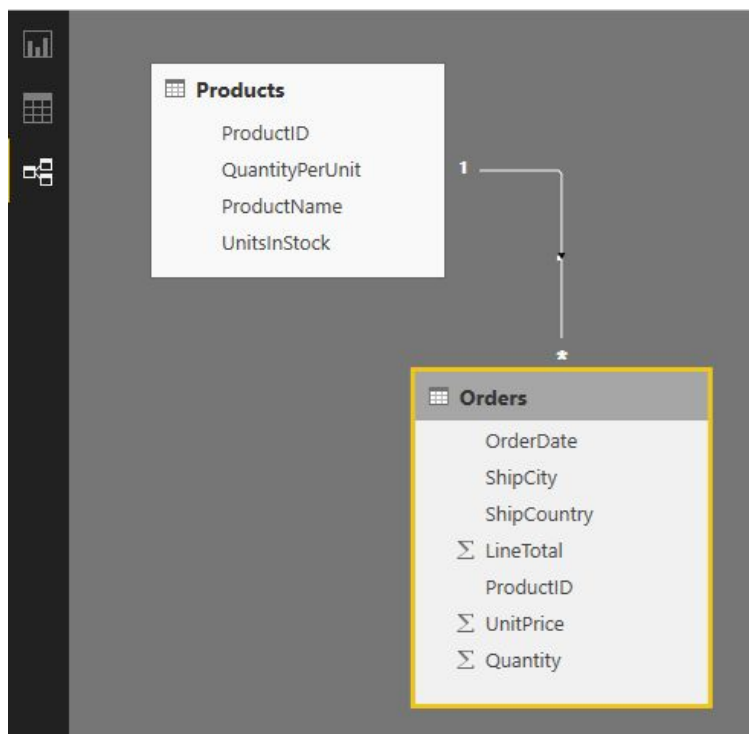 Products
ProductID
QuantityPerUnit
ProductName
UnitsInStock
1
*
Orders
OrderDate
ShipCity
ShipCountry
Σ LineTotal
ProductID
Σ UnitPrice
Σ Quantity